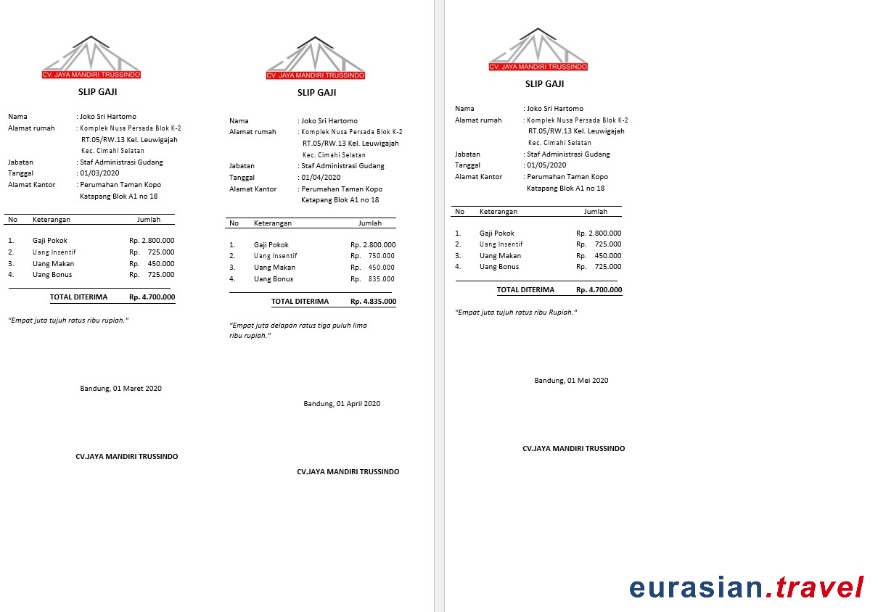 CV. JAYA MANDIRI TRUSSINDO
SLIP GAJI
Nama : Joko Sri Hartomo
Alamat rumah : Komplek Nusa Persada Blok K-2
RT.05/RW.13 Kel. Leuwigajah
Kec. Cimahi Selatan
Jabatan : Staf Administrasi Gudang
Tanggal : 01/03/2020
Alamat Kantor : Perumahan Taman Kopo
Katapang Blok A1 no 18
No Keterangan Jumlah
1. Gaji Pokok Rp. 2.800.000
2. Uang Insentif Rp. 725.000
3. Uang Makan Rp. 450.000
4. Uang Bonus Rp. 725.000
TOTAL DITERIMA Rp. 4.700.000
"Empat juta tujuh ratus ribu rupiah."
Bandung, 01 Maret 2020
CV.JAYA MANDIRI TRUSSINDO
CV. JAYA MANDIRI TRUSSINDO
SLIP GAJI
Nama : Joko Sri Hartomo
Alamat rumah : Komplek Nusa Persada Blok K-2
RT.05/RW.13 Kel. Leuwigajah
Kec. Cimahi Selatan
Jabatan : Staf Administrasi Gudang
Tanggal : 01/04/2020
Alamat Kantor : Perumahan Taman Kopo
Katapang Blok A1 no 18
No Keterangan Jumlah
1. Gaji Pokok Rp. 2.800.000
2. Uang Insentif Rp. 750.000
3. Uang Makan Rp. 450.000
4. Uang Bonus Rp. 835.000
TOTAL DITERIMA Rp. 4.835.000
"Empat juta delapan ratus tiga puluh lima
ribu rupiah."
Bandung, 01 April 2020
CV.JAYA MANDIRI TRUSSINDO
CV. JAYA MANDIRI TRUSSINDO
SLIP GAJI
Nama : Joko Sri Hartomo
Alamat rumah : Komplek Nusa Persada Blok K-2
RT.05/RW.13 Kel. Leuwigajah
Kec. Cimahi Selatan
Jabatan : Staf Administrasi Gudang
Tanggal : 01/05/2020
Alamat Kantor : Perumahan Taman Kopo
Katapang Blok A1 no 18
No Keterangan Jumlah
1. Gaji Pokok Rp. 2.800.000
2. Uang Insentif Rp. 725.000
3. Uang Makan Rp. 450.000
4. Uang Bonus Rp. 725.000
TOTAL DITERIMA Rp. 4.700.000
"Empat juta tujuh ratus ribu Rupiah."
Bandung, 01 Mei 2020
CV.JAYA MANDIRI TRUSSINDO
eurasian.travel